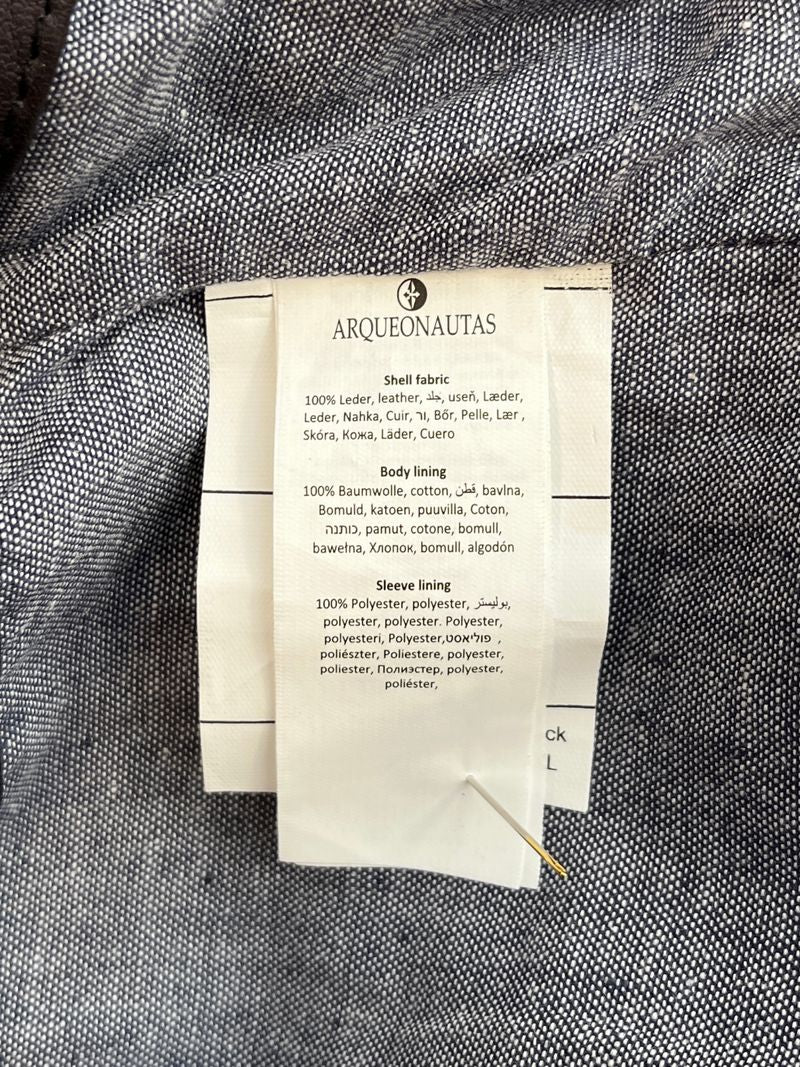 ARQUEONAUTAS
Shell fabric
100% Leder, leather, جلد, useň, Læder,
Leder, Nahka, Cuir, ור, Bőr, Pelle, Lær ,
Skóra, Кожа, Läder, Cuero
Body lining
100% Baumwolle, cotton, قطن, bavlna,
Bomuld, katoen, puuvilla, Coton,
כותנה, pamut, cotone, bomull,
bawełna, Хлопок, bomull, algodón
Sleeve lining
100% Polyester, polyester, بوليستر,
polyester, polyester. Polyester,
polyesteri, Polyester,פוליאסט ,
poliészter, Poliestere, polyester,
poliester, Полиэстер, polyester,
poliéster,
ck
L